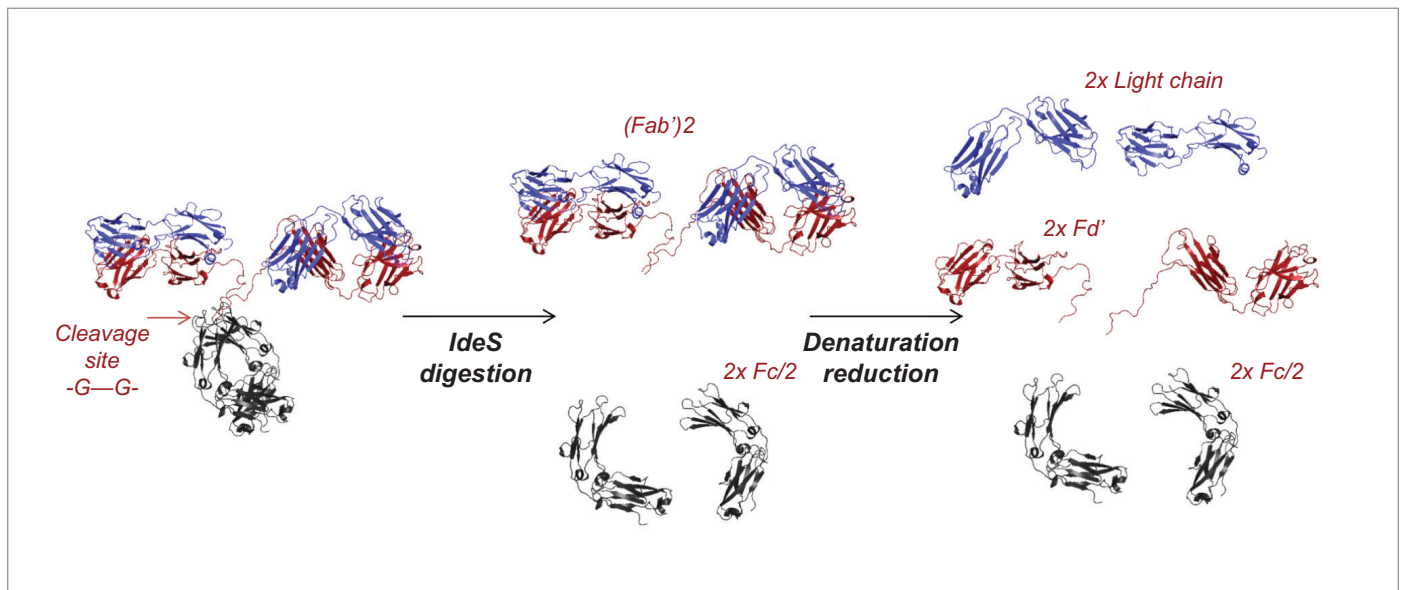 2x Light chain
(Fab')2
2x Fd'
Cleavage
site
-G—G-
IdeS
digestion
2x Fc/2
Denaturation
reduction
2x Fc/2